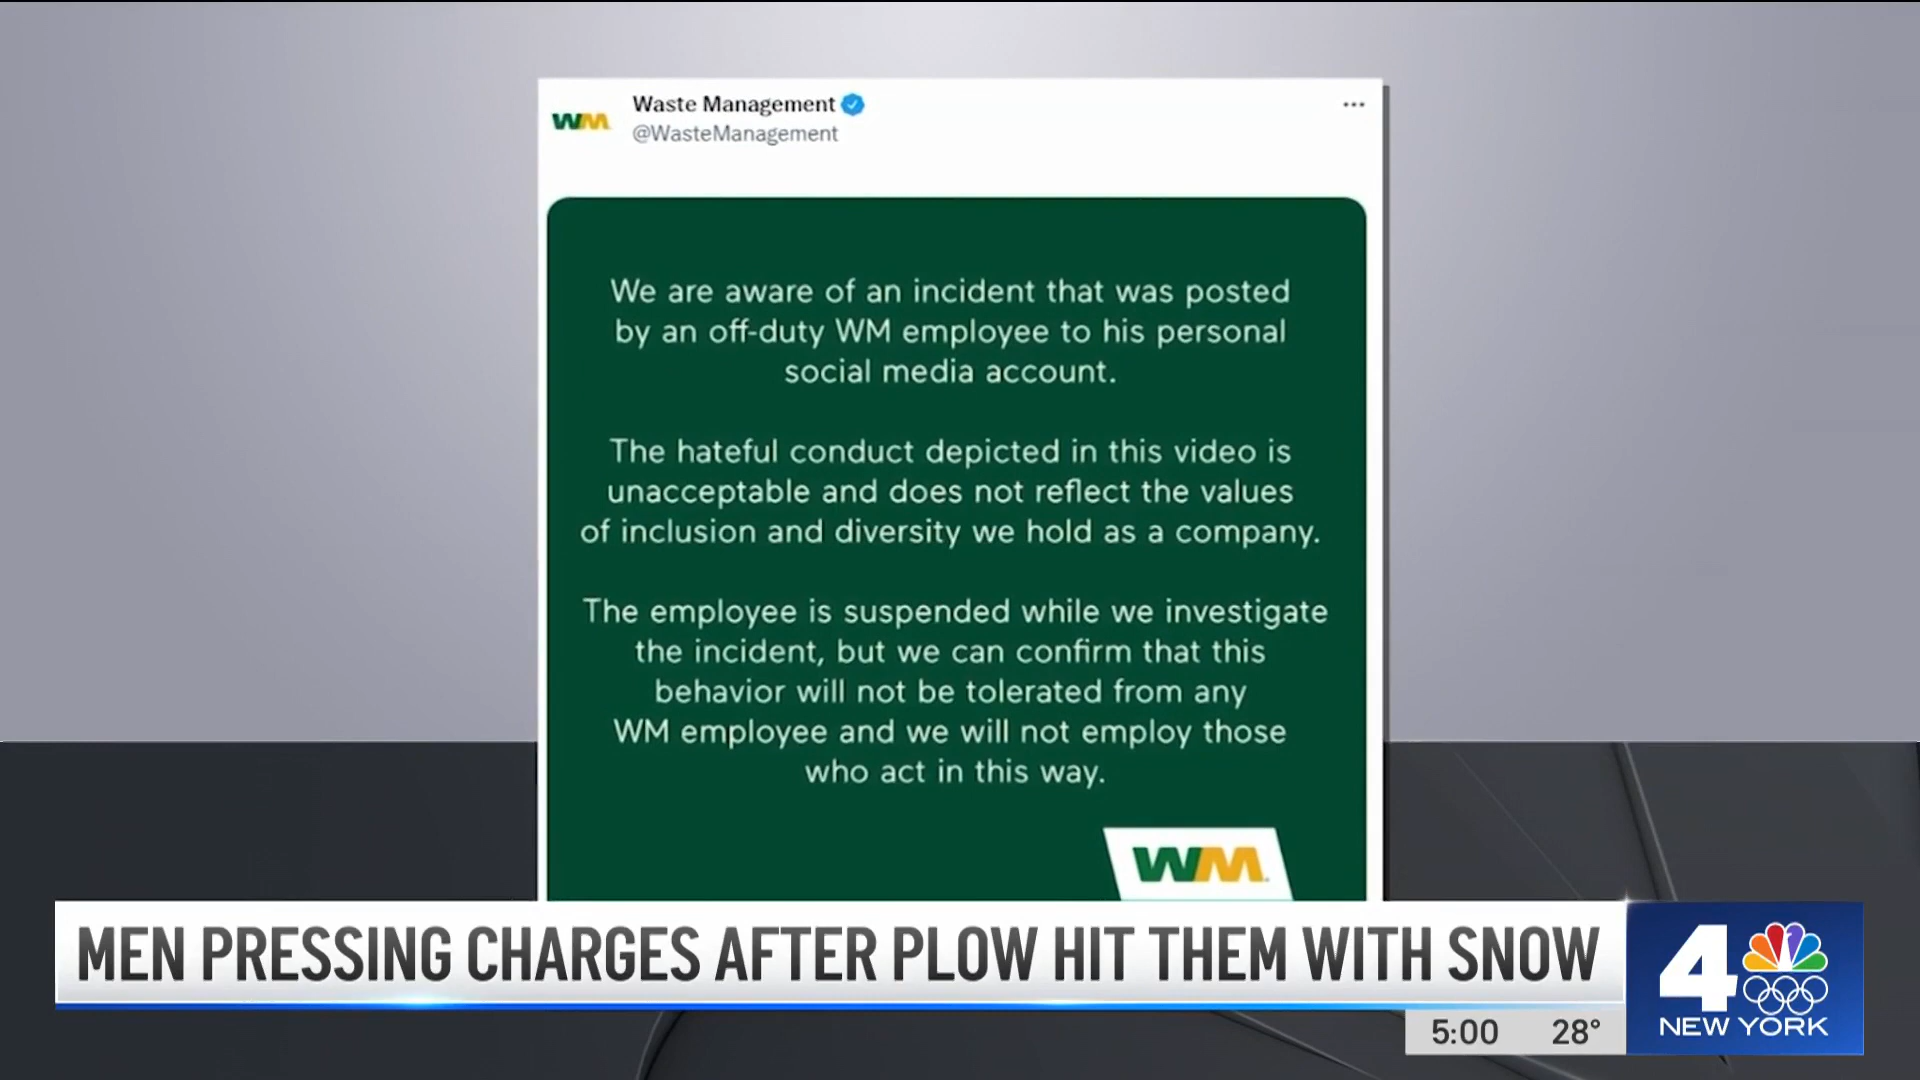 WM
Waste Management
@WasteManagement
We are aware of an incident that was posted
by an off-duty WM employee to his personal
social media account.
The hateful conduct depicted in this video is
unacceptable and does not reflect the values
of inclusion and diversity we hold as a company.
The employee is suspended while we investigate
the incident, but we can confirm that this
behavior will not be tolerated from any
WM employee and we will not employ those
who act in this way.
WM
MEN PRESSING CHARGES AFTER PLOW HIT THEM WITH SNOW
4
NEW YORK
5:00 28°